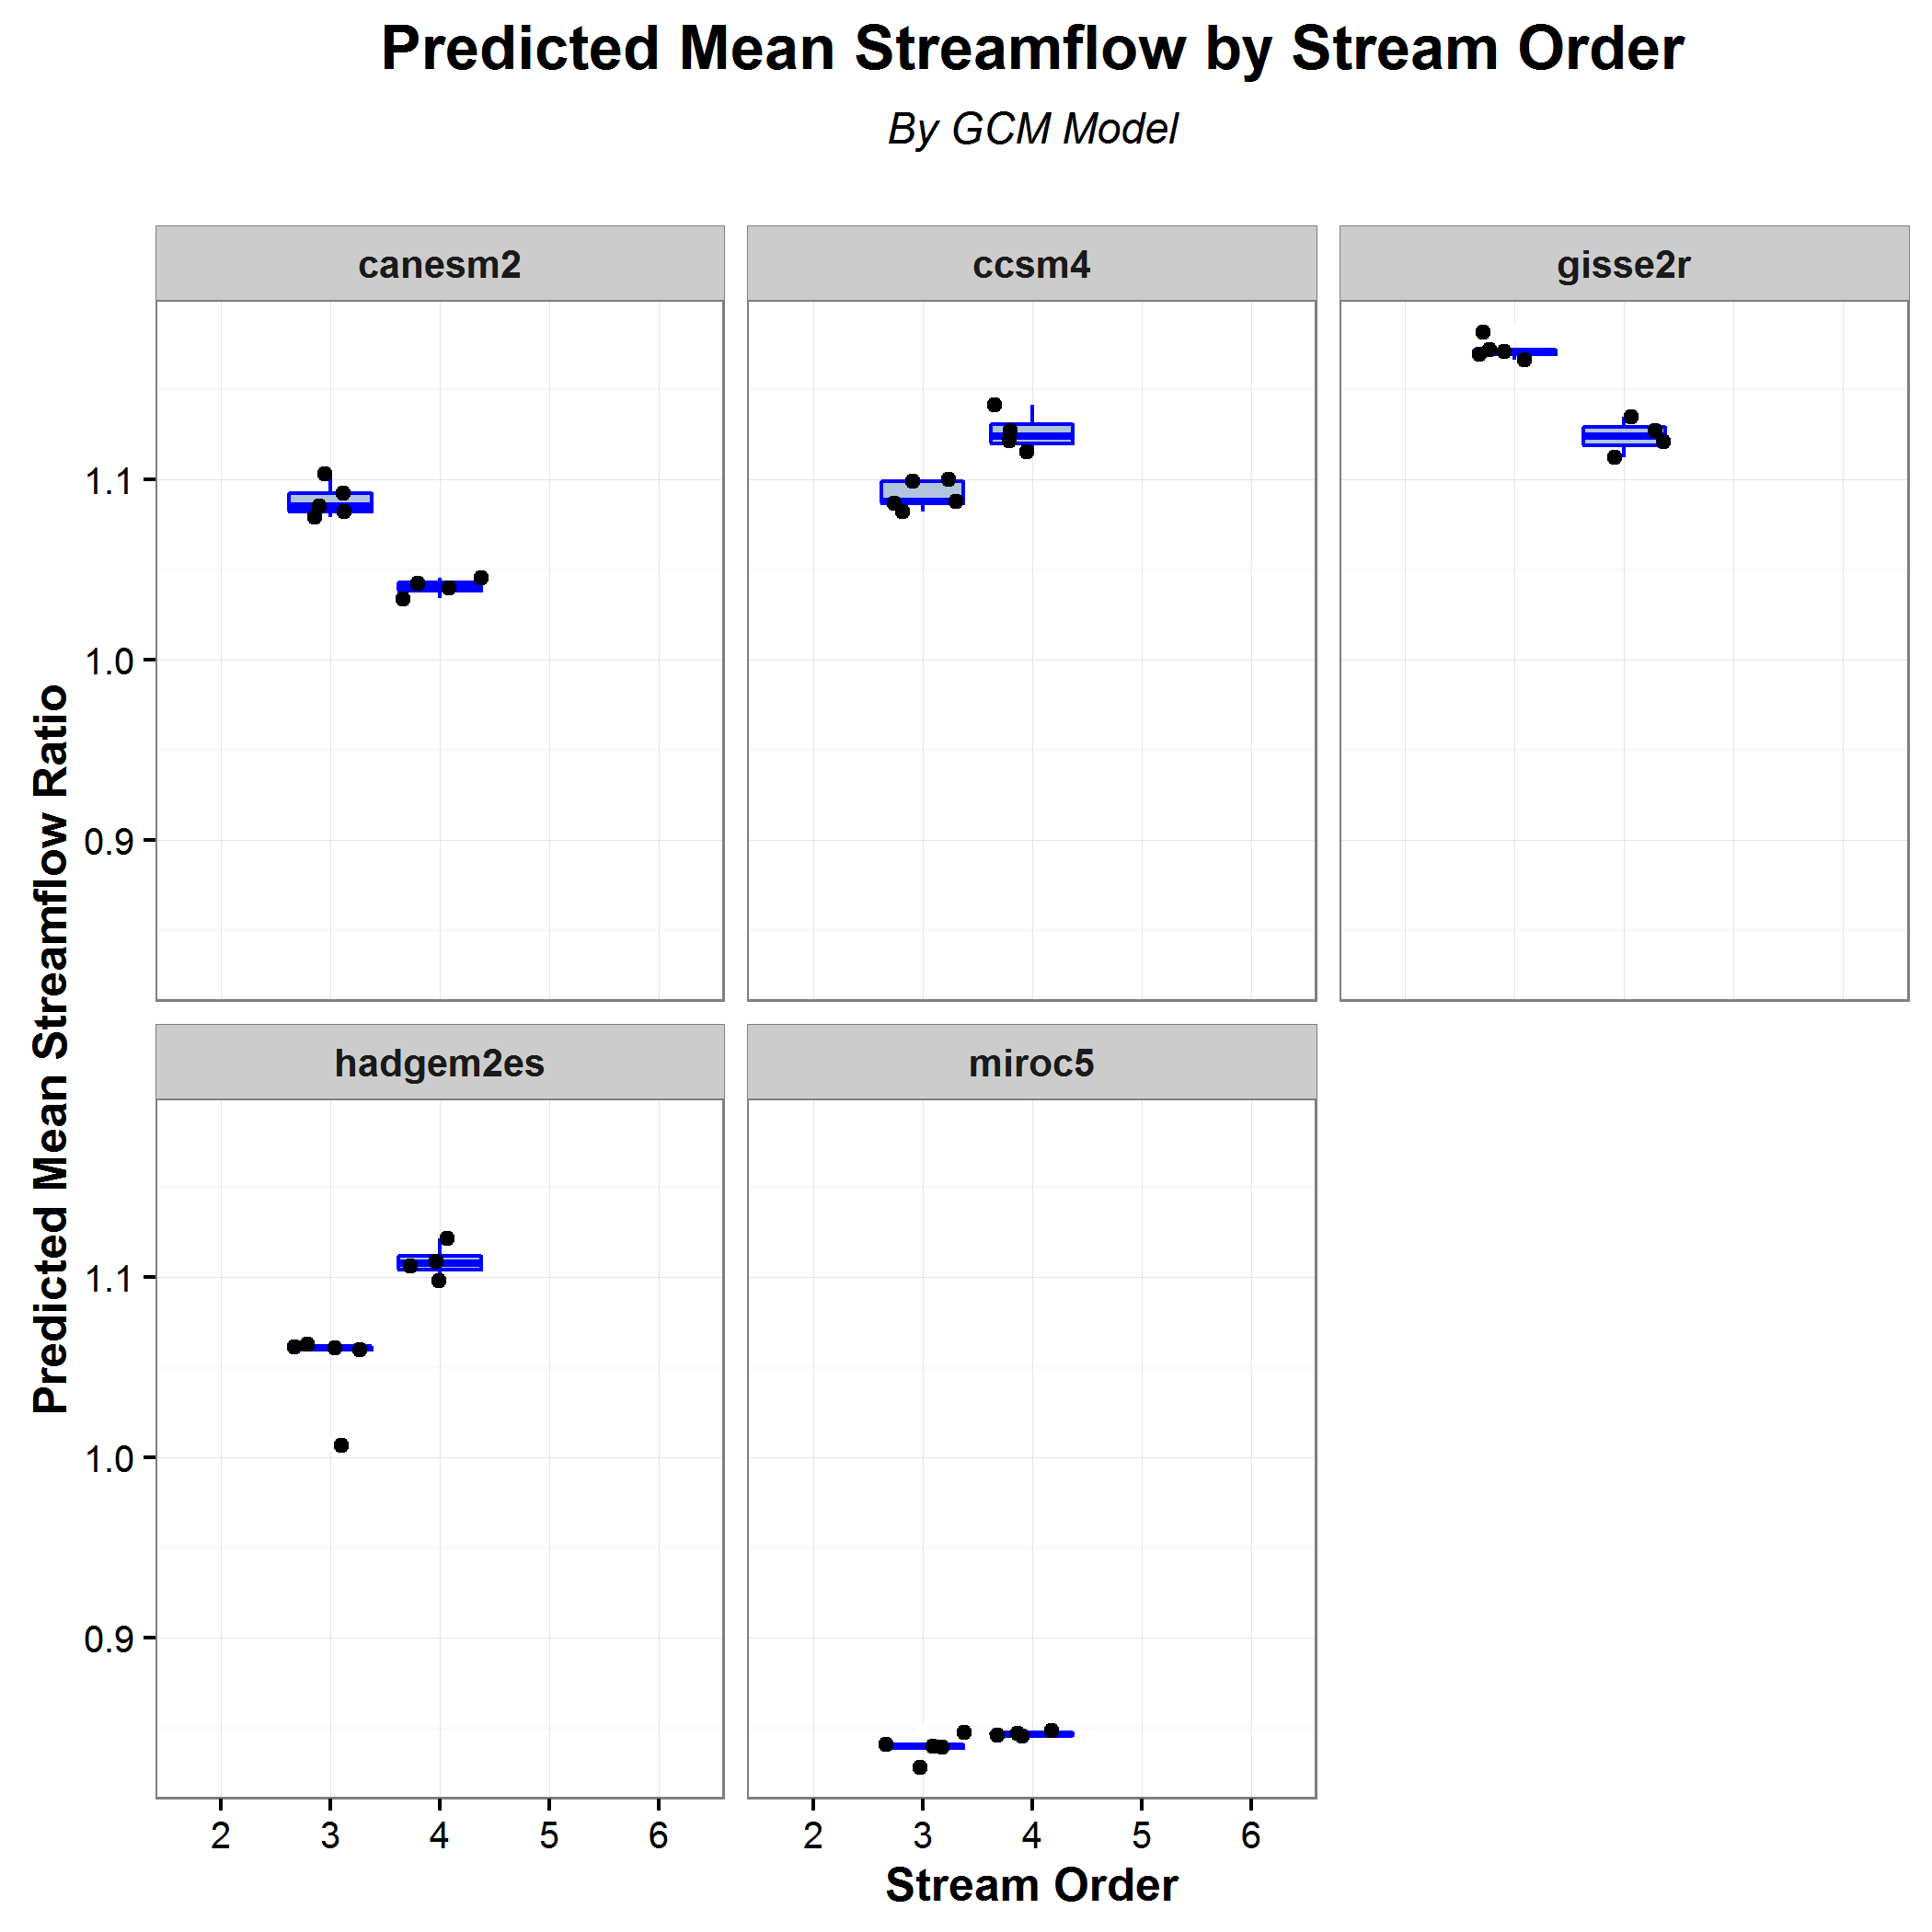 Predicted Mean Streamflow by Stream Order
By GCM Model
canesm2
ccsm4
gisse2r
1.1
1.0
0.9
Predicted Mean Streamflow Ratio
hadgem2es
miroc5
1.1
1.0
0.9
2 3 4 5 6
2 3 4 5 6
Stream Order